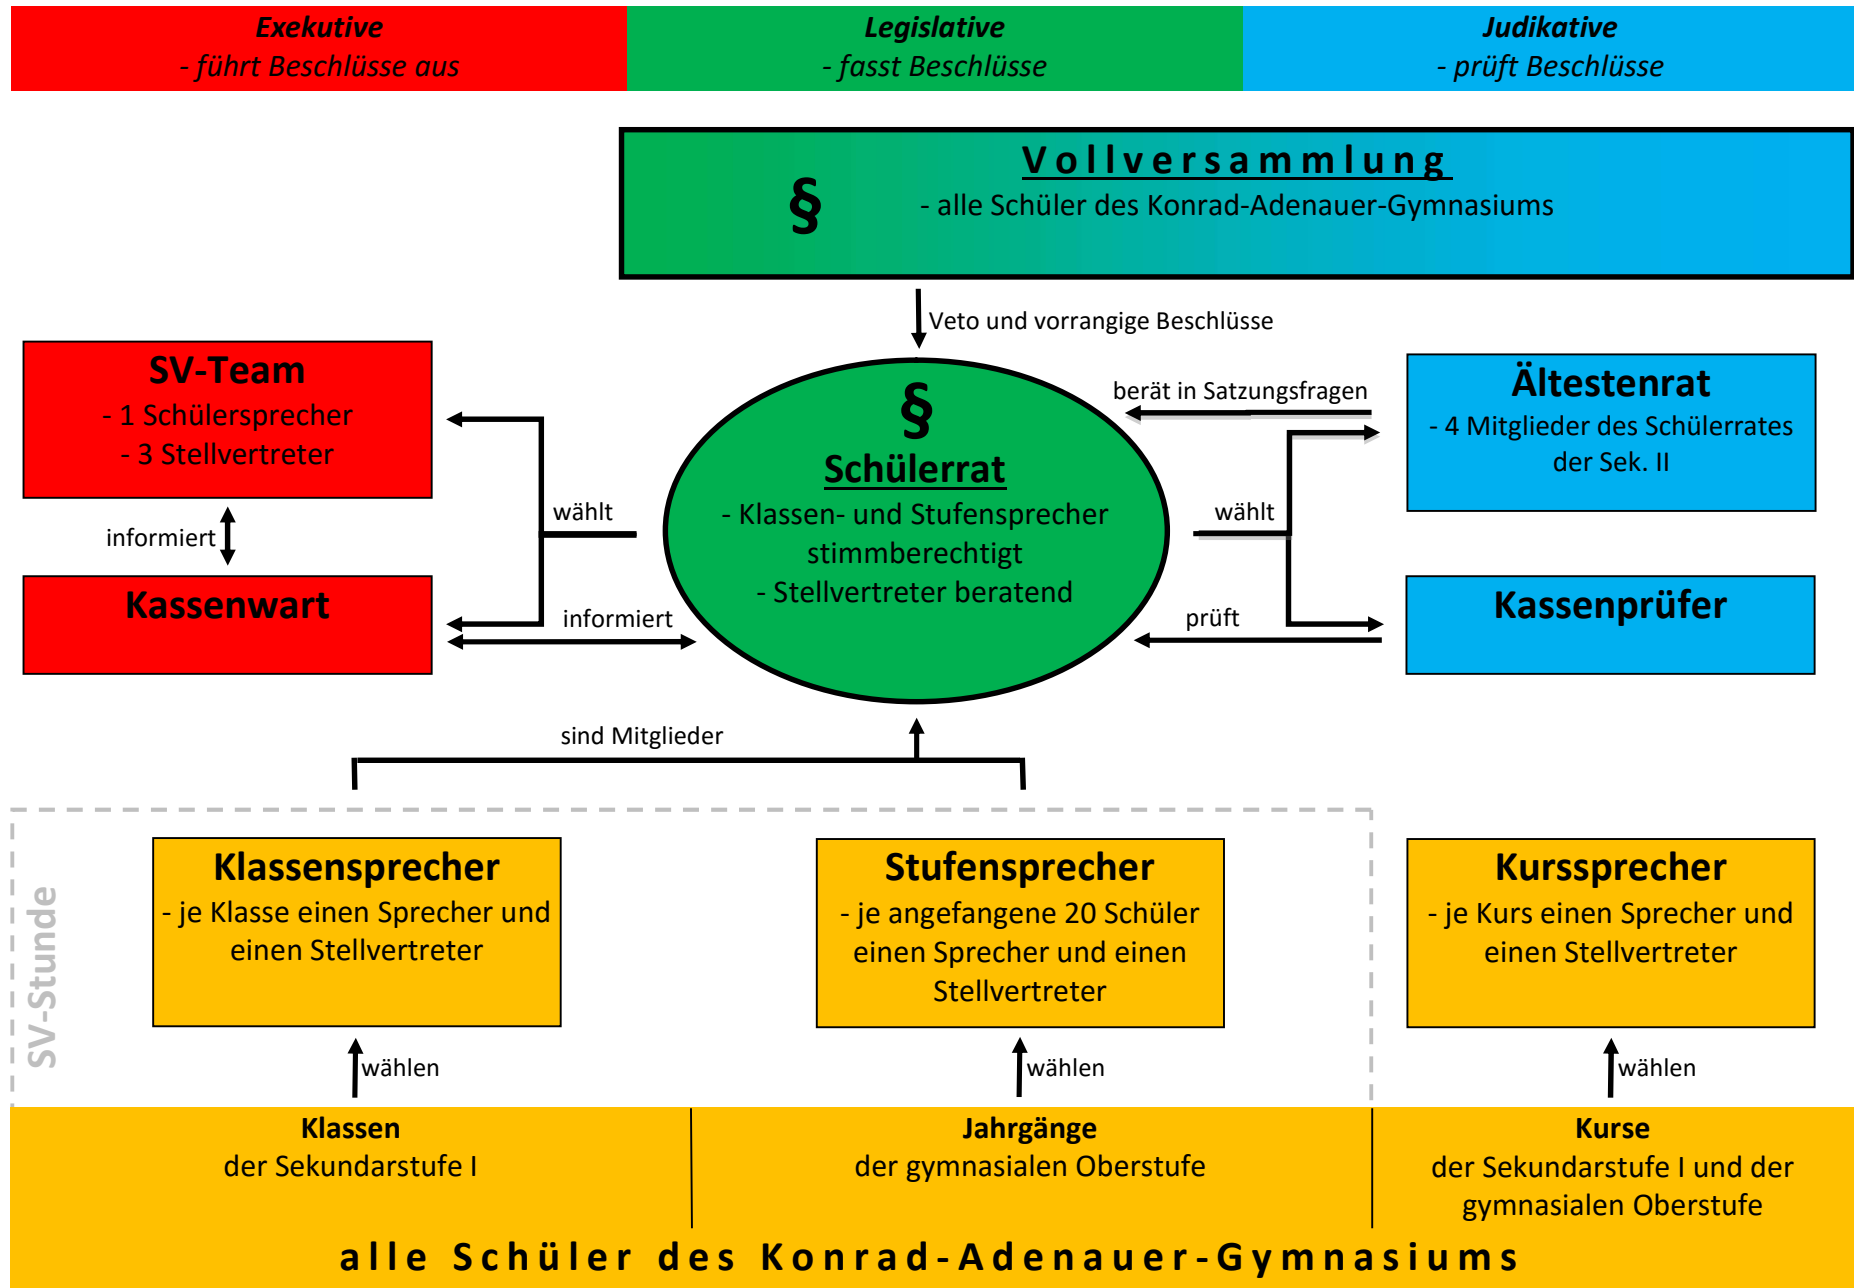 Exekutive
- führt Beschlüsse aus
Legislative
- fasst Beschlüsse
Judikative
- prüft Beschlüsse
Vollversammlung
§
- alle Schüler des Konrad-Adenauer-Gymnasiums
Veto und vorrangige Beschlüsse
SV-Team
- 1 Schülersprecher
- 3 Stellvertreter
informiert
Kassenwart
wählt
informiert
§
Schülerrat
- Klassen- und Stufensprecher
stimmberechtigt
- Stellvertreter beratend
berät in Satzungsfragen
wählt
prüft
Ältestenrat
- 4 Mitglieder des Schülerrates
der Sek. II
Kassenprüfer
sind Mitglieder
SV-Stunde
Klassensprecher
- je Klasse einen Sprecher und
einen Stellvertreter
Stufensprecher
- je angefangene 20 Schüler
einen Sprecher und einen
Stellvertreter
Kurssprecher
- je Kurs einen Sprecher und
einen Stellvertreter
wählen
wählen
wählen
Klassen
der Sekundarstufe I
Jahrgänge
der gymnasialen Oberstufe
Kurse
der Sekundarstufe I und der
gymnasialen Oberstufe
alle Schüler des Konrad-Adenauer-Gymnasiums